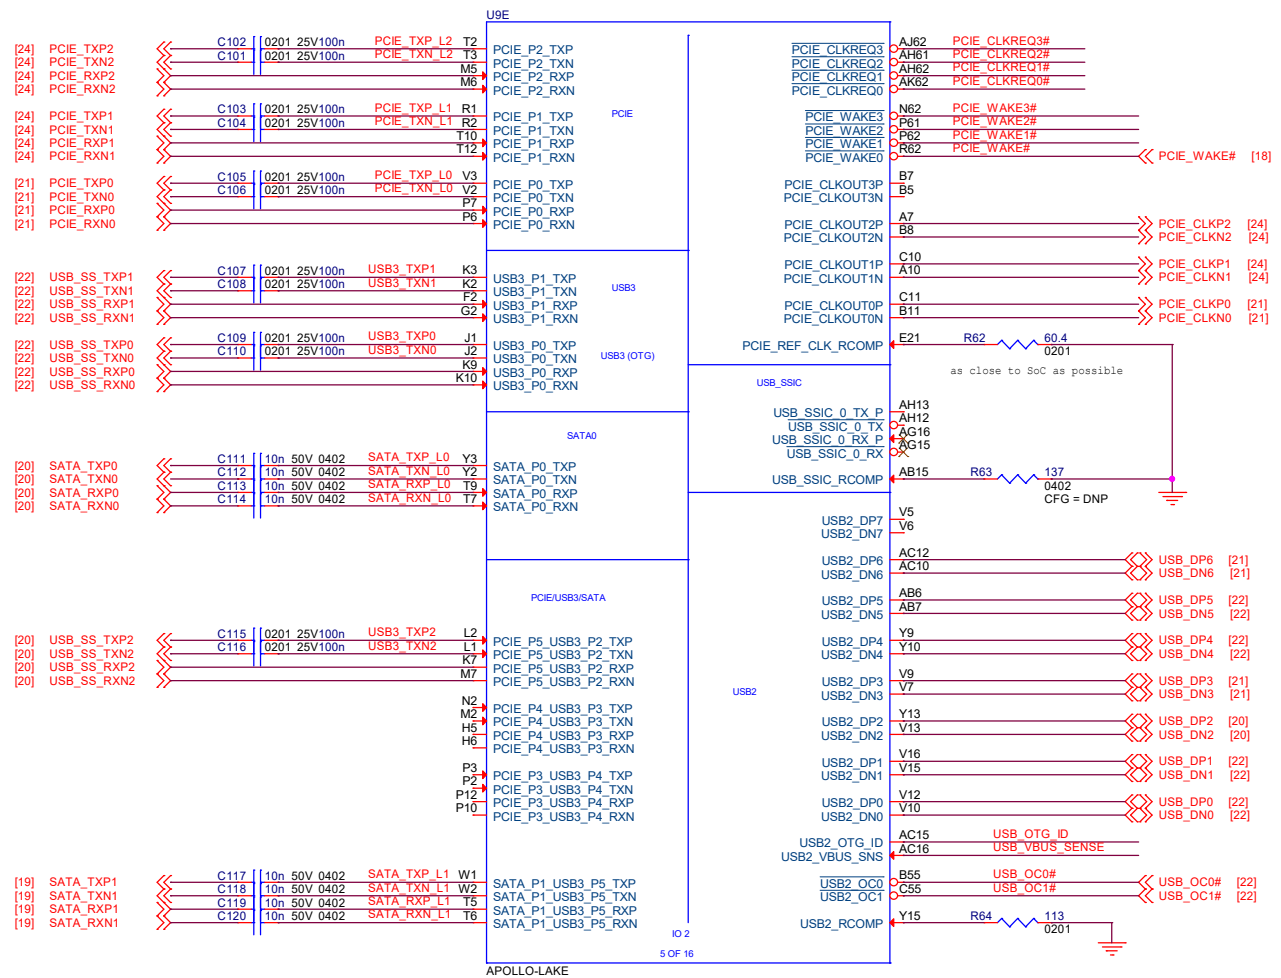 U9E
[24] PCIE_TXP2 C102 0201 25V100n PCIE_TXP_L2 T2 PCIE_P2_TXP
[24] PCIE_TXN2 C101 0201 25V100n PCIE_TXN_L2 T3 PCIE_P2_TXN
[24] PCIE_RXP2 M5 PCIE_P2_RXP
[24] PCIE_RXN2 M6 PCIE_P2_RXN
[24] PCIE_TXP1 C103 0201 25V100n PCIE_TXP_L1 R1 PCIE_P1_TXP
[24] PCIE_TXN1 C104 0201 25V100n PCIE_TXN_L1 R2 PCIE_P1_TXN
[24] PCIE_RXP1 T10 PCIE_P1_RXP
[24] PCIE_RXN1 T12 PCIE_P1_RXN
[21] PCIE_TXP0 C105 0201 25V100n PCIE_TXP_L0 V3 PCIE_P0_TXP
[21] PCIE_TXN0 C106 0201 25V100n PCIE_TXN_L0 V2 PCIE_P0_TXN
[21] PCIE_RXP0 P7 PCIE_P0_RXP
[21] PCIE_RXN0 P6 PCIE_P0_RXN
PCIE
[22] USB_SS_TXP1 C107 0201 25V100n USB3_TXP1 K3 USB3_P1_TXP
[22] USB_SS_TXN1 C108 0201 25V100n USB3_TXN1 K2 USB3_P1_TXN
[22] USB_SS_RXP1 F2 USB3_P1_RXP
[22] USB_SS_RXN1 G2 USB3_P1_RXN
USB3
[22] USB_SS_TXP0 C109 0201 25V100n USB3_TXP0 J1 USB3_P0_TXP
[22] USB_SS_TXN0 C110 0201 25V100n USB3_TXN0 J2 USB3_P0_TXN
[22] USB_SS_RXP0 K9 USB3_P0_RXP
[22] USB_SS_RXN0 K10 USB3_P0_RXN
USB3 (OTG)
SATA0
[20] SATA_TXP0 C111 10n 50V 0402 SATA_TXP_L0 Y3 SATA_P0_TXP
[20] SATA_TXN0 C112 10n 50V 0402 SATA_TXN_L0 Y2 SATA_P0_TXN
[20] SATA_RXP0 C113 10n 50V 0402 SATA_RXP_L0 T9 SATA_P0_RXP
[20] SATA_RXN0 C114 10n 50V 0402 SATA_RXN_L0 T7 SATA_P0_RXN
PCIE/USB3/SATA
[20] USB_SS_TXP2 C115 0201 25V100n USB3_TXP2 L2 PCIE_P5_USB3_P2_TXP
[20] USB_SS_TXN2 C116 0201 25V100n USB3_TXN2 L1 PCIE_P5_USB3_P2_TXN
[20] USB_SS_RXP2 K7 PCIE_P5_USB3_P2_RXP
[20] USB_SS_RXN2 M7 PCIE_P5_USB3_P2_RXN
N2 PCIE_P4_USB3_P3_TXP
M2 PCIE_P4_USB3_P3_TXN
H5 PCIE_P4_USB3_P3_RXP
H6 PCIE_P4_USB3_P3_RXN
P3 PCIE_P3_USB3_P4_TXP
P2 PCIE_P3_USB3_P4_TXN
P12 PCIE_P3_USB3_P4_RXP
P10 PCIE_P3_USB3_P4_RXN
[19] SATA_TXP1 C117 10n 50V 0402 SATA_TXP_L1 W1 SATA_P1_USB3_P5_TXP
[19] SATA_TXN1 C118 10n 50V 0402 SATA_TXN_L1 W2 SATA_P1_USB3_P5_TXN
[19] SATA_RXP1 C119 10n 50V 0402 SATA_RXP_L1 T5 SATA_P1_USB3_P5_RXP
[19] SATA_RXN1 C120 10n 50V 0402 SATA_RXN_L1 T6 SATA_P1_USB3_P5_RXN
PCIE_CLKREQ3 AJ62 PCIE_CLKREQ3#
PCIE_CLKREQ2 AH61 PCIE_CLKREQ2#
PCIE_CLKREQ1 AH62 PCIE_CLKREQ1#
PCIE_CLKREQ0 AK62 PCIE_CLKREQ0#
PCIE_WAKE3 N62 PCIE_WAKE3#
PCIE_WAKE2 P61 PCIE_WAKE2#
PCIE_WAKE1 P62 PCIE_WAKE1#
PCIE_WAKE0 R62 PCIE_WAKE# PCIE_WAKE# [18]
PCIE_CLKOUT3P B7
PCIE_CLKOUT3N B5
PCIE_CLKOUT2P A7 PCIE_CLKP2 [24]
PCIE_CLKOUT2N B8 PCIE_CLKN2 [24]
PCIE_CLKOUT1P C10 PCIE_CLKP1 [24]
PCIE_CLKOUT1N A10 PCIE_CLKN1 [24]
PCIE_CLKOUT0P C11 PCIE_CLKP0 [21]
PCIE_CLKOUT0N B11 PCIE_CLKN0 [21]
PCIE_REF_CLK_RCOMP E21 R62 60.4
0201
as close to SoC as possible
USB_SSIC
USB_SSIC_0_TX_P AH13
USB_SSIC_0_TX AH12
USB_SSIC_0_RX_P AG16
USB_SSIC_0_RX AG15
USB_SSIC_RCOMP AB15 R63 137
0402
CFG = DNP
USB2_DP7 V5
USB2_DN7 V6
USB2_DP6 AC12 USB_DP6 [21]
USB2_DN6 AC10 USB_DN6 [21]
USB2_DP5 AB6 USB_DP5 [22]
USB2_DN5 AB7 USB_DN5 [22]
USB2_DP4 Y9 USB_DP4 [22]
USB2_DN4 Y10 USB_DN4 [22]
USB2_DP3 V9 USB_DP3 [21]
USB2_DN3 V7 USB_DN3 [21]
USB2
USB2_DP2 Y13 USB_DP2 [20]
USB2_DN2 V13 USB_DN2 [20]
USB2_DP1 V16 USB_DP1 [22]
USB2_DN1 V15 USB_DN1 [22]
USB2_DP0 V12 USB_DP0 [22]
USB2_DN0 V10 USB_DN0 [22]
USB2_OTG_ID AC15 USB_OTG_ID
USB2_VBUS_SNS AC16 USB_VBUS_SENSE
USB2_OC0 B55 USB_OC0# USB_OC0# [22]
USB2_OC1 C55 USB_OC1# USB_OC1# [22]
USB2_RCOMP Y15 R64 113
0201
IO 2
5 OF 16
APOLLO-LAKE